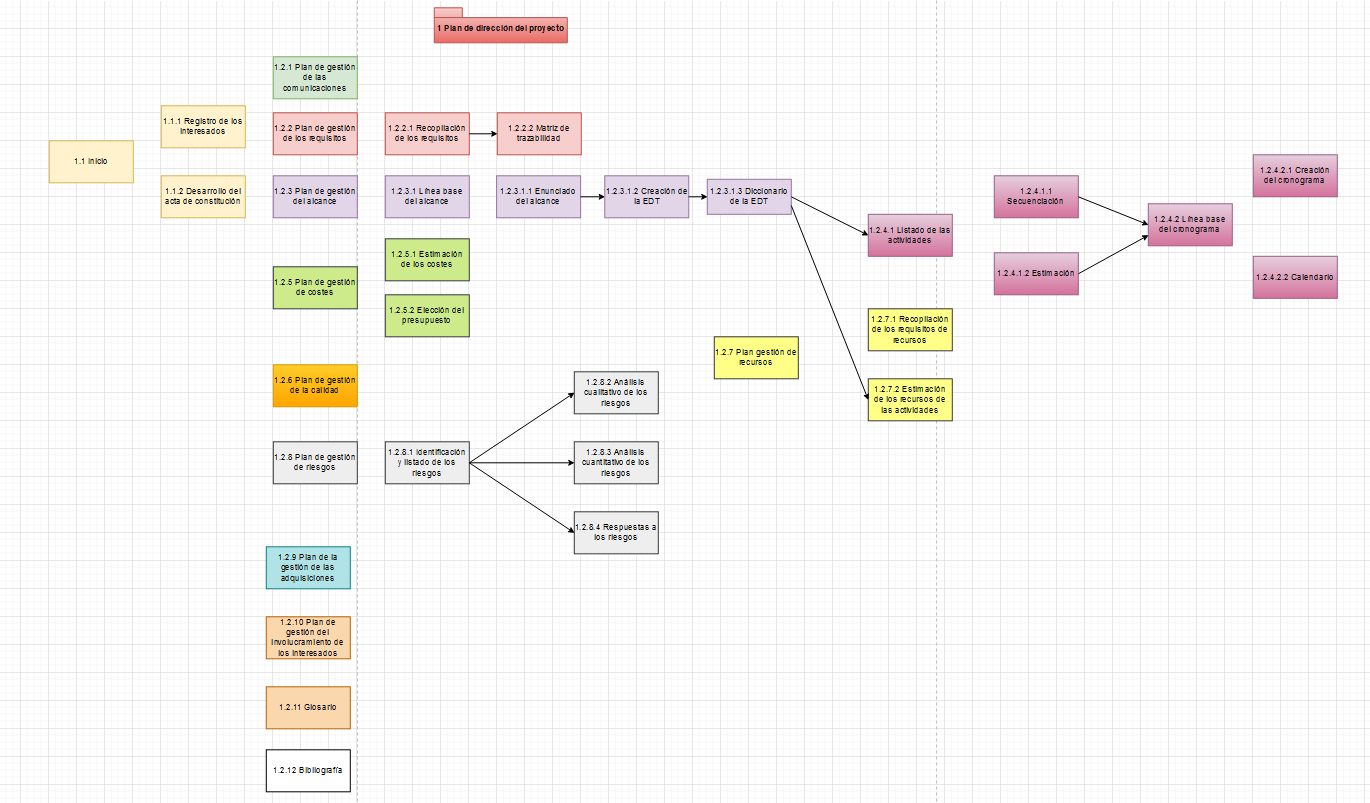 1 Plan de dirección del proyecto
1.2.1 Plan de gestión
de las
comunicaciones
1.1 Inicio
1.1.1 Registro de los
interesados
1.1.2 Desarrollo del
acta de constitución
1.2.2 Plan de gestión
de los requisitos
1.2.2.1 Recopilación
de los requisitos
1.2.2.2 Matriz de
trazabilidad
1.2.3 Plan de gestión
del alcance
1.2.3.1 Línea base
del alcance
1.2.3.1.1 Enunciado
del alcance
1.2.3.1.2 Creación de
la EDT
1.2.3.1.3 Diccionario
de la EDT
1.2.4.1 Listado de las
actividades
1.2.4.1.1
Secuenciación
1.2.4.1.2 Estimación
1.2.4.2 Línea base
del cronograma
1.2.4.2.1 Creación
del cronograma
1.2.4.2.2 Calendario
1.2.5 Plan de gestión
de costes
1.2.5.1 Estimación
de los costes
1.2.5.2 Elección del
presupuesto
1.2.6 Plan de gestión
de la calidad
1.2.7 Plan gestión de
recursos
1.2.7.1 Recopilación
de los requisitos de
recursos
1.2.7.2 Estimación
de los recursos de
las actividades
1.2.8 Plan de gestión
de riesgos
1.2.8.1 Identificación
y listado de los
riesgos
1.2.8.2 Análisis
cualitativo de los
riesgos
1.2.8.3 Análisis
cuantitativo de los
riesgos
1.2.8.4 Respuestas a
los riesgos
1.2.9 Plan de la
gestión de las
adquisiciones
1.2.10 Plan de
gestión del
involucramiento de
los interesados
1.2.11 Glosario
1.2.12 Bibliografía